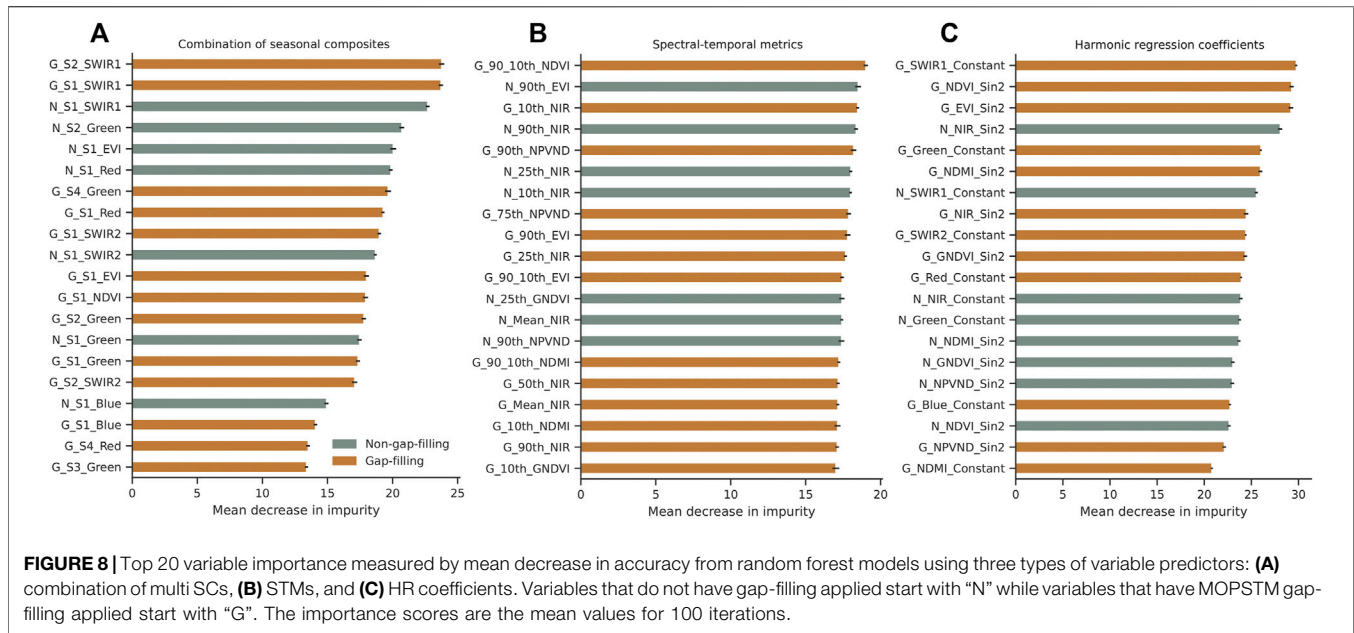 A
Combination of seasonal composites
G_S2_SWIR1
G_S1_SWIR1
N_S1_SWIR1
N_S2_Green
N_S1_EVI
N_S1_Red
G_S4_Green
G_S1_Red
G_S1_SWIR2
N_S1_SWIR2
G_S1_EVI
G_S1_NDVI
G_S2_Green
N_S1_Green
G_S1_Green
G_S2_SWIR2
N_S1_Blue
G_S1_Blue
G_S4_Red
G_S3_Green
Non-gap-filling
Gap-filling
0 5 10 15 20 25
Mean decrease in impurity
B
Spectral-temporal metrics
G_90_10th_NDVI
N_90th_EVI
G_10th_NIR
N_90th_NIR
G_90th_NPVND
N_25th_NIR
N_10th_NIR
G_75th_NPVND
G_90th_EVI
G_25th_NIR
G_90_10th_EVI
N_25th_GNDVI
N_Mean_NIR
N_90th_NPVND
G_90_10th_NDMI
G_50th_NIR
G_Mean_NIR
G_10th_NDMI
G_90th_NIR
G_10th_GNDVI
0 5 10 15 20
Mean decrease in impurity
C
Harmonic regression coefficients
G_SWIR1_Constant
G_NDVI_Sin2
G_EVI_Sin2
N_NIR_Sin2
G_Green_Constant
G_NDMI_Sin2
N_SWIR1_Constant
G_NIR_Sin2
G_SWIR2_Constant
G_GNDVI_Sin2
G_Red_Constant
N_NIR_Constant
N_Green_Constant
N_NDMI_Sin2
N_GNDVI_Sin2
N_NPVND_Sin2
G_Blue_Constant
N_NDVI_Sin2
G_NPVND_Sin2
G_NDMI_Constant
0 5 10 15 20 25 30
Mean decrease in impurity
FIGURE 8 | Top 20 variable importance measured by mean decrease in accuracy from random forest models using three types of variable predictors: (A)
combination of multi SCs, (B) STMs, and (C) HR coefficients. Variables that do not have gap-filling applied start with “N” while variables that have MOPSTM gap-
filling applied start with “G”. The importance scores are the mean values for 100 iterations.